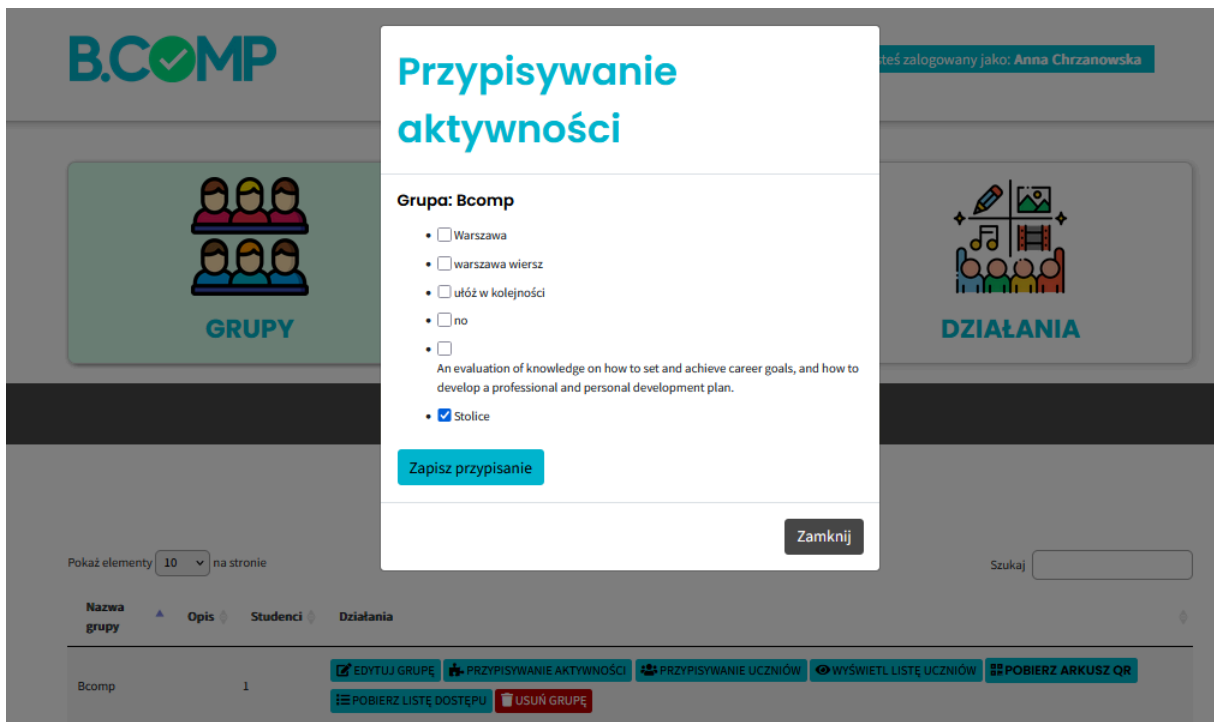 B.COMP
Przypisywanie
aktywności
teś zalogowany jako: Anna Chrzanowska
Grupa: Bcomp
Warszawa
warszawa wiersz
ułóż w kolejności
no
An evaluation of knowledge on how to set and achieve career goals, and how to
develop a professional and personal development plan.
Stolice
Zapisz przypisanie
Zamknij
GRUPY
DZIAŁANIA
Pokaż elementy 10 na stronie
Szukaj
Nazwa
grupy
Opis Studenci Działania
EDYTUJ GRUPĘ PRZYPISYWANIE AKTYWNOŚCI PRZYPISYWANIE UCZNIÓW WYŚWIETL LISTĘ UCZNIÓW POBIERZ ARKUSZ QR
Bcomp 1
POBIERZ LISTĘ DOSTĘPU USUŃ GRUPĘ